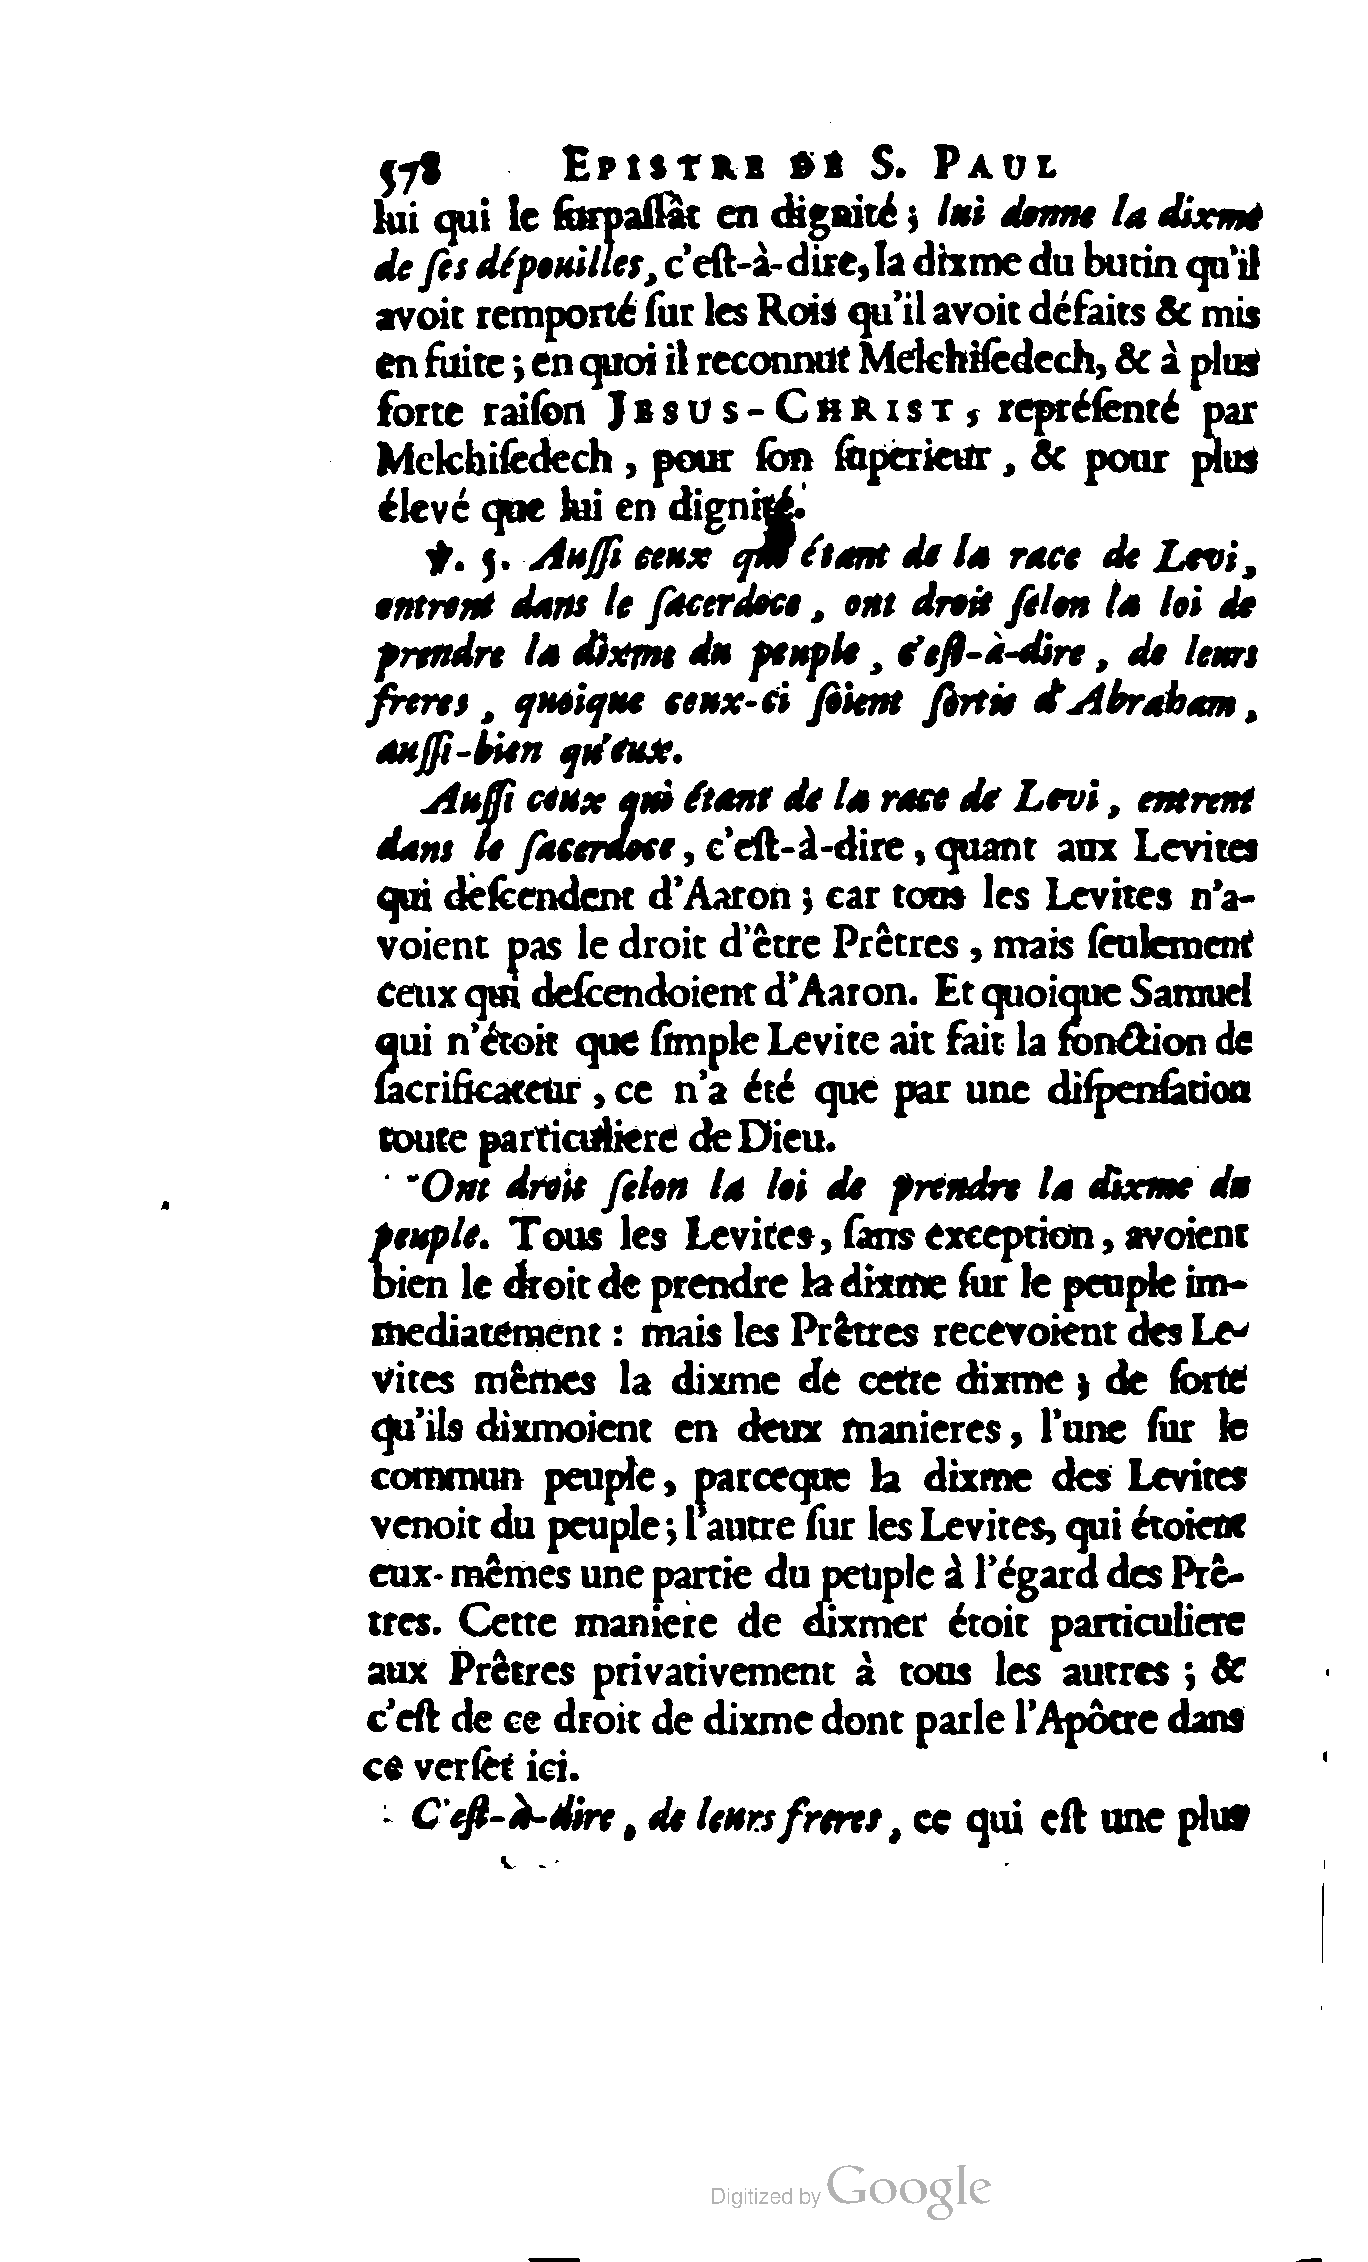 578 EPISTRE DE S. PAUL
lui qui le ſurpaſſât en dignité ; lui donne la dixme
de ſes dépouilles, c'eſt-à-dire, la dixme du butin qu'il
avoit remporté ſur les Rois qu'il avoit défaits & mis
en fuite ; en quoi il reconnut Melchiſedech, & à plus
forte raiſon JESUS-CHRIST, repréſenté par
Melchiſedech, pour ſon ſuperieur, & pour plus
élevé que lui en dignité.
℣. 5. Auſſi ceux qui étant de la race de Levi,
entrent dans le ſacerdoce, ont droit ſelon la loi de
prendre la dixme du peuple, c'eſt-à-dire, de leurs
freres, quoique ceux-ci ſoient ſortis d'Abraham,
auſſi-bien qu'eux.
Auſſi ceux qui étant de la race de Levi, entrent
dans le ſacerdoce, c'eſt-à-dire, quant aux Levites
qui deſcendent d'Aaron ; car tous les Levites n'a-
voient pas le droit d'être Prêtres, mais ſeulement
ceux qui deſcendoient d'Aaron. Et quoique Samuel
qui n'étoit que ſimple Levite ait fait la fonction de
ſacrificateur, ce n'a été que par une diſpenſation
toute particuliere de Dieu.
Ont droit ſelon la loi de prendre la dixme du
peuple. Tous les Levites, ſans exception, avoient
bien le droit de prendre la dixme ſur le peuple im-
mediatement : mais les Prêtres recevoient des Le-
vites mêmes la dixme de cette dixme ; de ſorte
qu'ils dixmoient en deux manieres, l'une ſur le
commun peuple, parceque la dixme des Levites
venoit du peuple ; l'autre ſur les Levites, qui étoient
eux-mêmes une partie du peuple à l'égard des Prê-
tres. Cette maniere de dixmer étoit particuliere
aux Prêtres privativement à tous les autres ; &
c'eſt de ce droit de dixme dont parle l'Apôtre dans
ce verſet ici.
C'eſt-à-dire, de leurs freres, ce qui eſt une plus
Digitized by Google